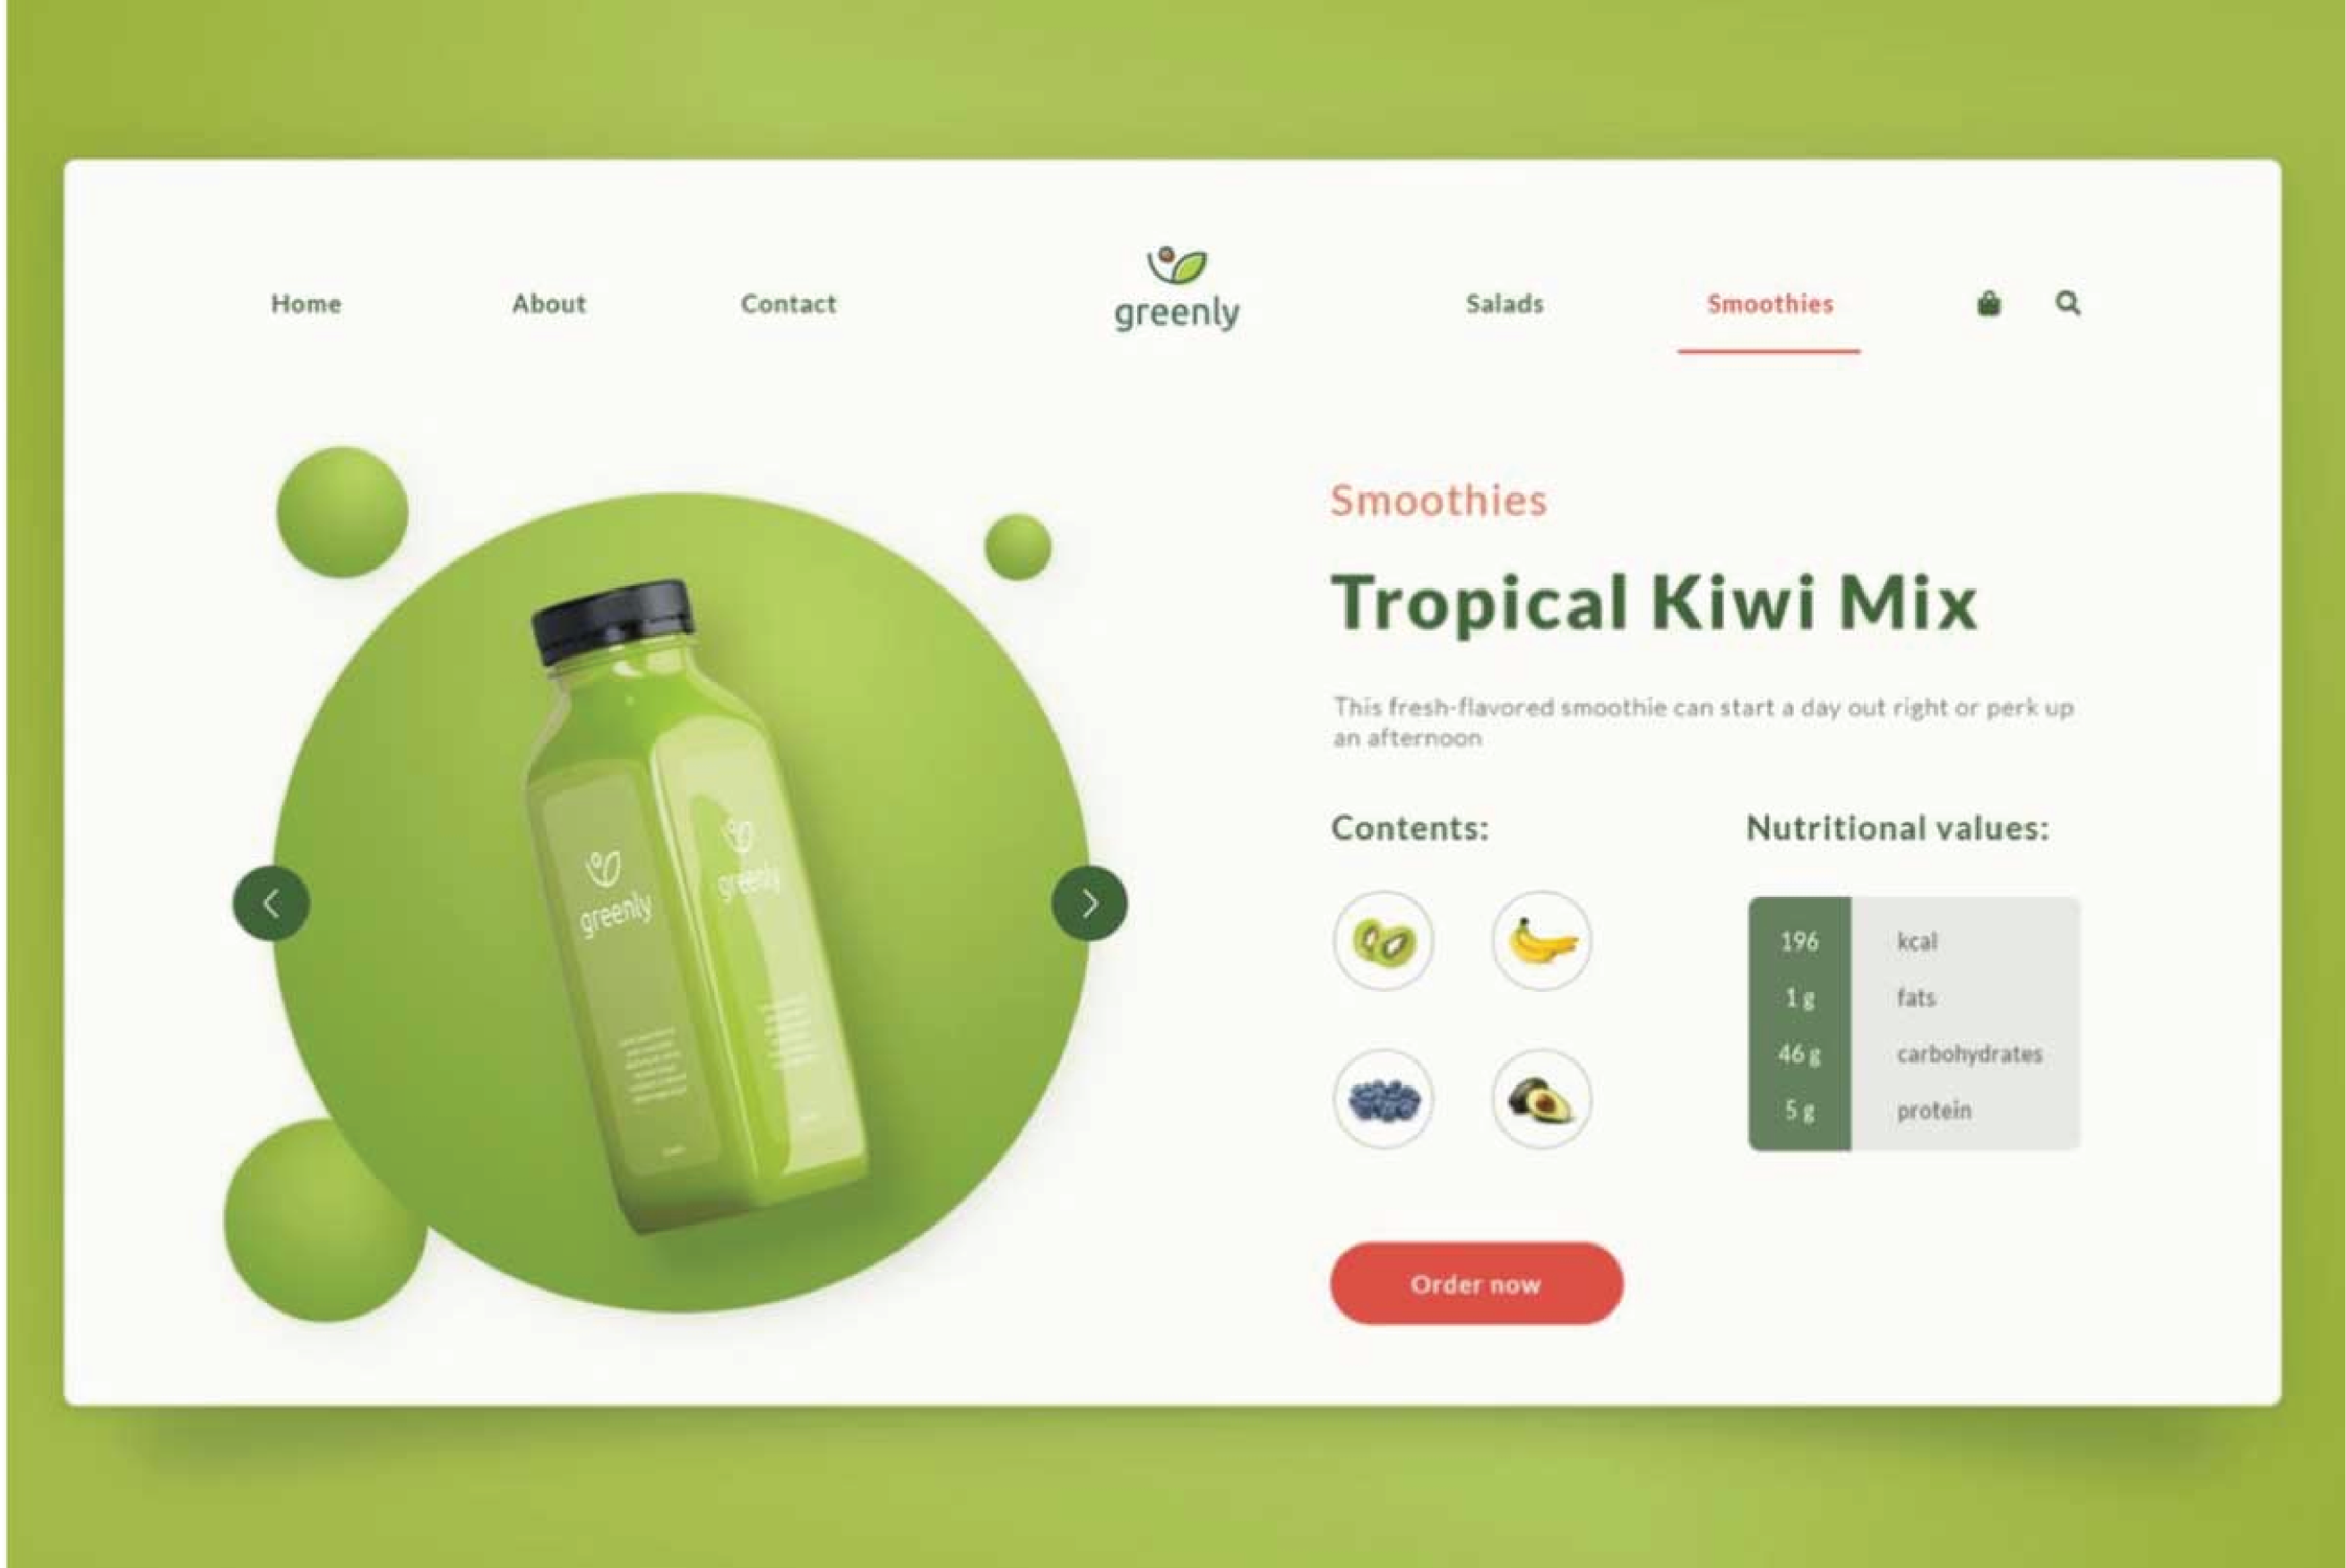 Home
About
Contact
greenly
Salads
Smoothies
Smoothies
Tropical Kiwi Mix
This fresh-flavored smoothie can start a day out right or perk up
an afternoon
Contents:
Nutritional values:
196 kcal
1 g fats
46 g carbohydrates
5 g protein
greenly
greenly
Order now